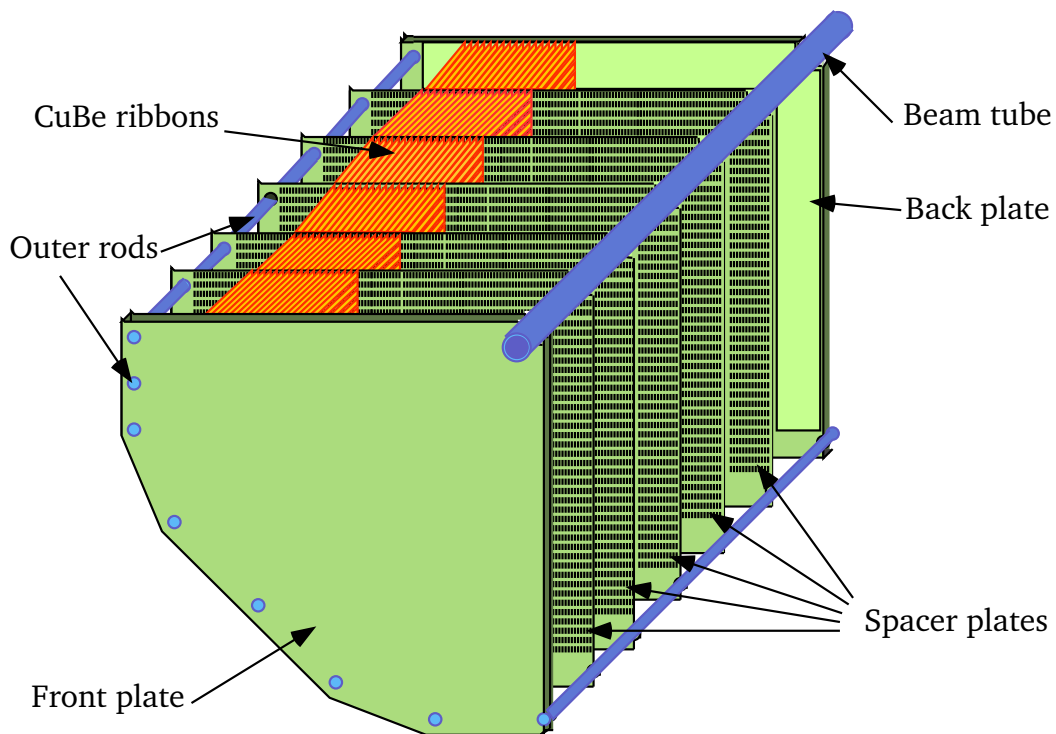 CuBe ribbons
Beam tube
Back plate
Outer rods
Spacer plates
Front plate